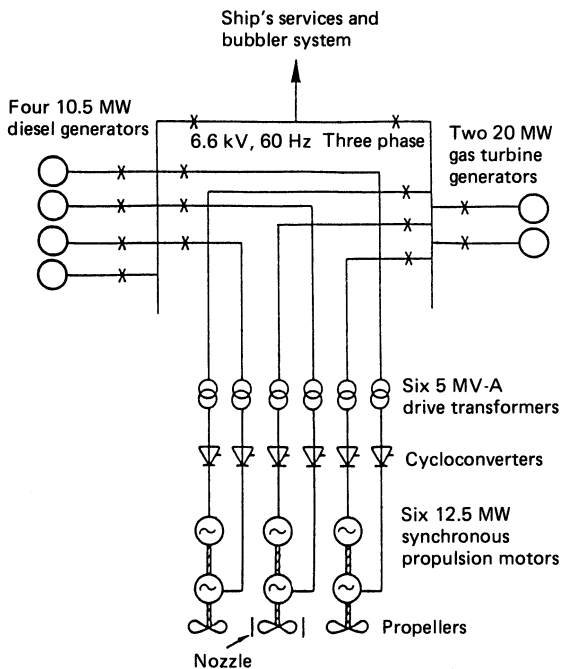 Ship's services and
bubbler system
Four 10.5 MW
diesel generators
6.6 kV, 60 Hz Three phase
Two 20 MW
gas turbine
generators
Six 5 MV-A
drive transformers
Cycloconverters
Six 12.5 MW
synchronous
propulsion motors
Propellers
Nozzle